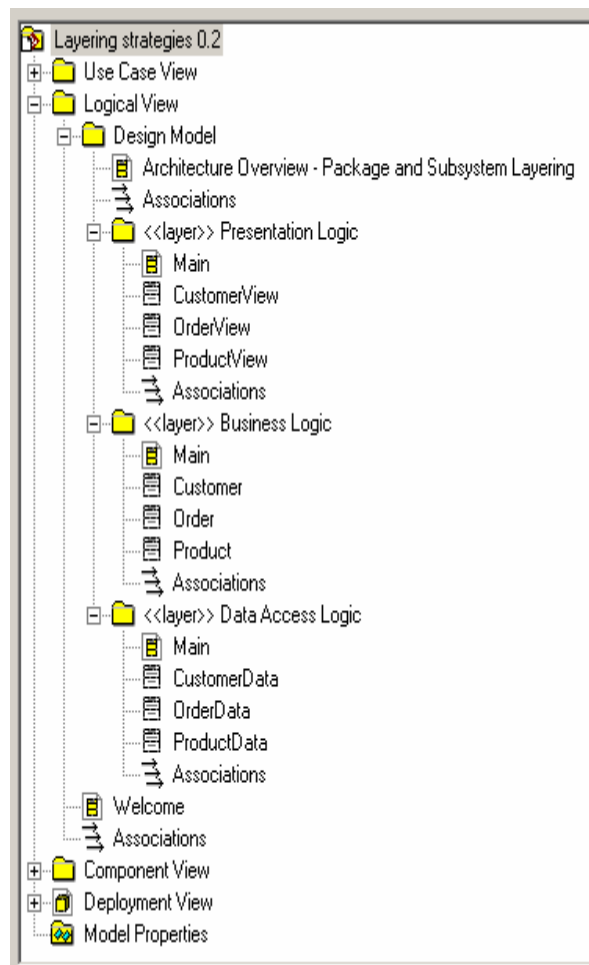 Layering strategies 0.2
Use Case View
Logical View
Design Model
Architecture Overview - Package and Subsystem Layering
Associations
<<layer>> Presentation Logic
Main
CustomerView
OrderView
ProductView
Associations
<<layer>> Business Logic
Main
Customer
Order
Product
Associations
<<layer>> Data Access Logic
Main
CustomerData
OrderData
ProductData
Associations
Welcome
Associations
Component View
Deployment View
Model Properties